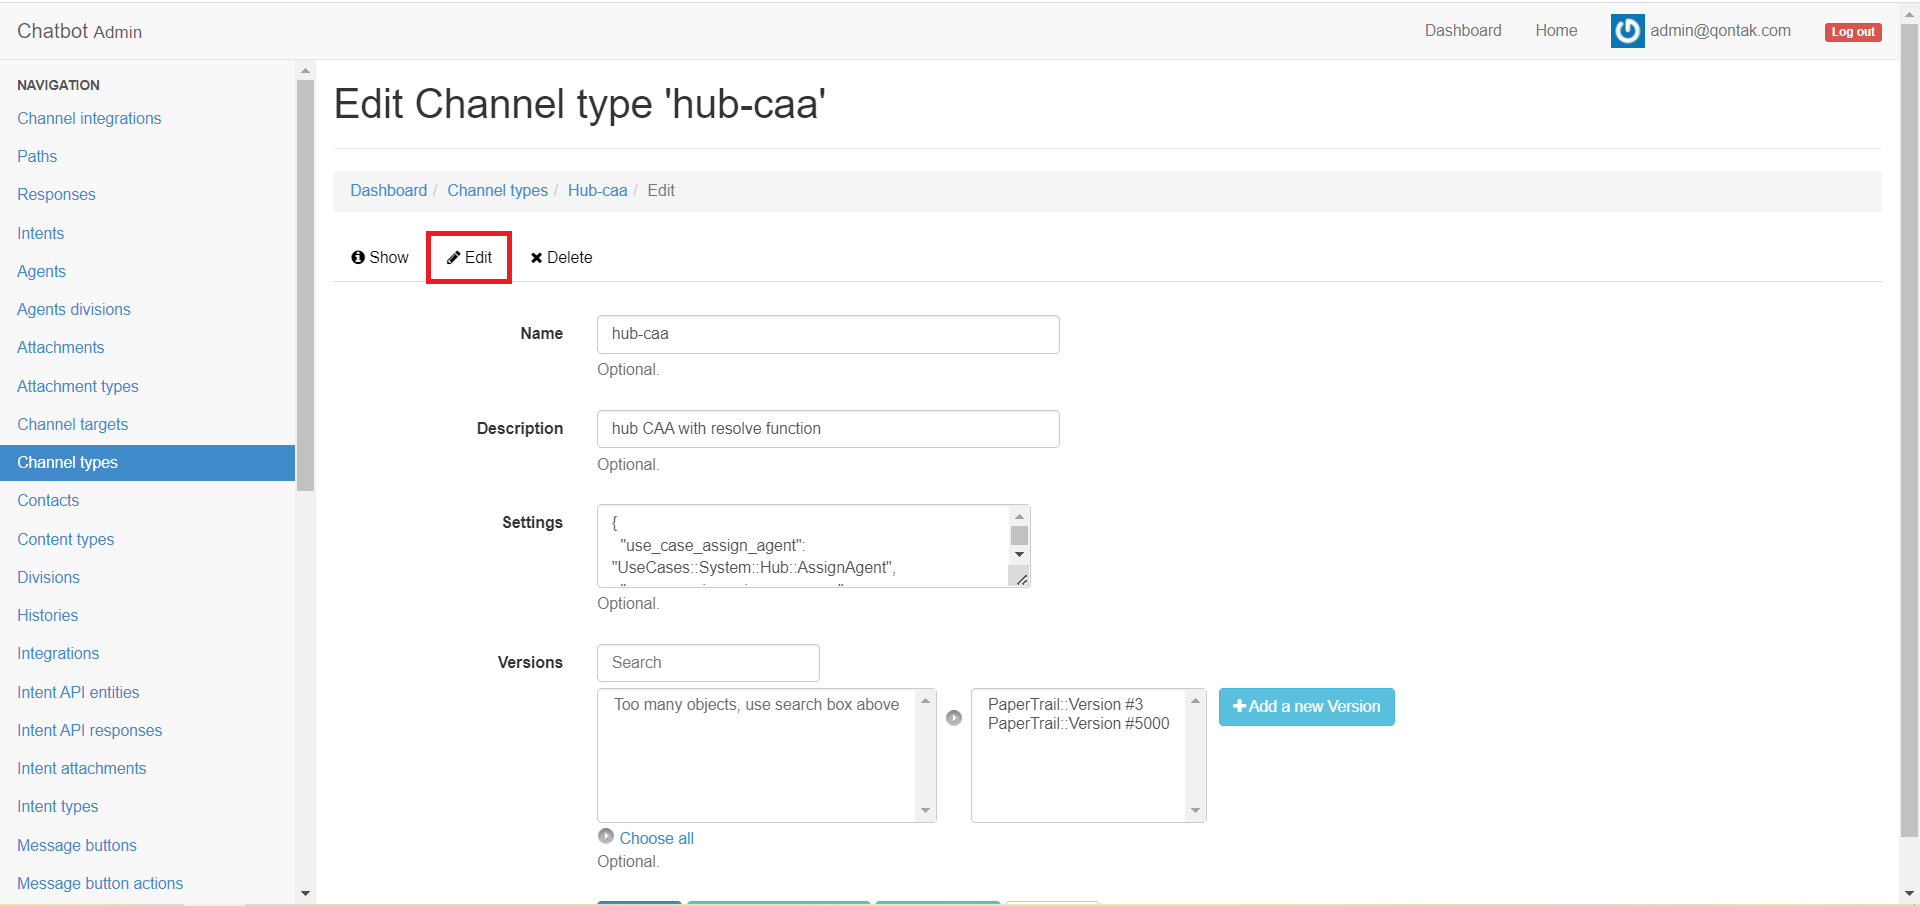 Chatbot Admin
Dashboard
Home
admin@qontak.com
Log out
NAVIGATION
Channel integrations
Paths
Responses
Intents
Agents
Agents divisions
Attachments
Attachment types
Channel targets
Channel types
Contacts
Content types
Divisions
Histories
Integrations
Intent API entities
Intent API responses
Intent attachments
Intent types
Message buttons
Message button actions
Edit Channel type 'hub-caa'
Dashboard / Channel types / Hub-caa / Edit
Show
Edit
Delete
Name
hub-caa
Optional.
Description
hub CAA with resolve function
Optional.
Settings
{
"use_case_assign_agent":
"UseCases::System::Hub::AssignAgent",
Optional.
Versions
Search
Too many objects, use search box above
PaperTrail::Version #3
PaperTrail::Version #5000
Add a new Version
Choose all
Optional.